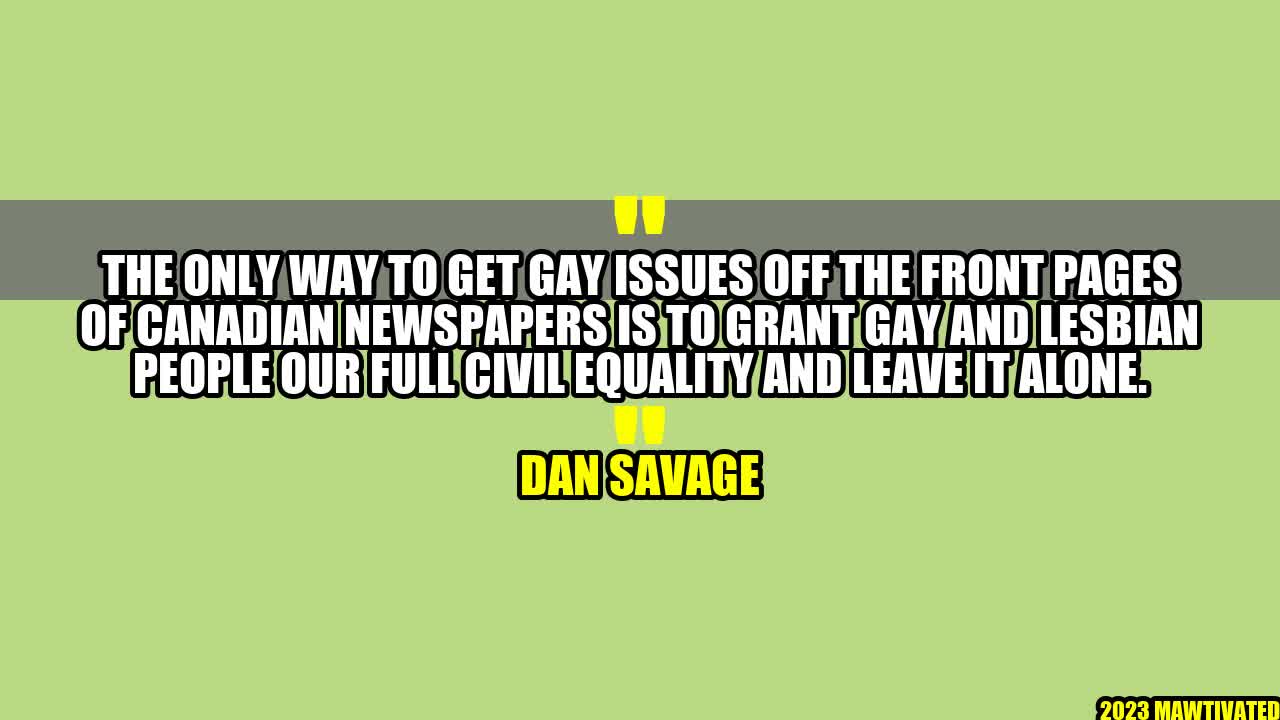 "
THE ONLY WAY TO GET GAY ISSUES OFF THE FRONT PAGES
OF CANADIAN NEWSPAPERS IS TO GRANT GAY AND LESBIAN
PEOPLE OUR FULL CIVIL EQUALITY AND LEAVE IT ALONE.
"
DAN SAVAGE
2023 MAWTIVATED